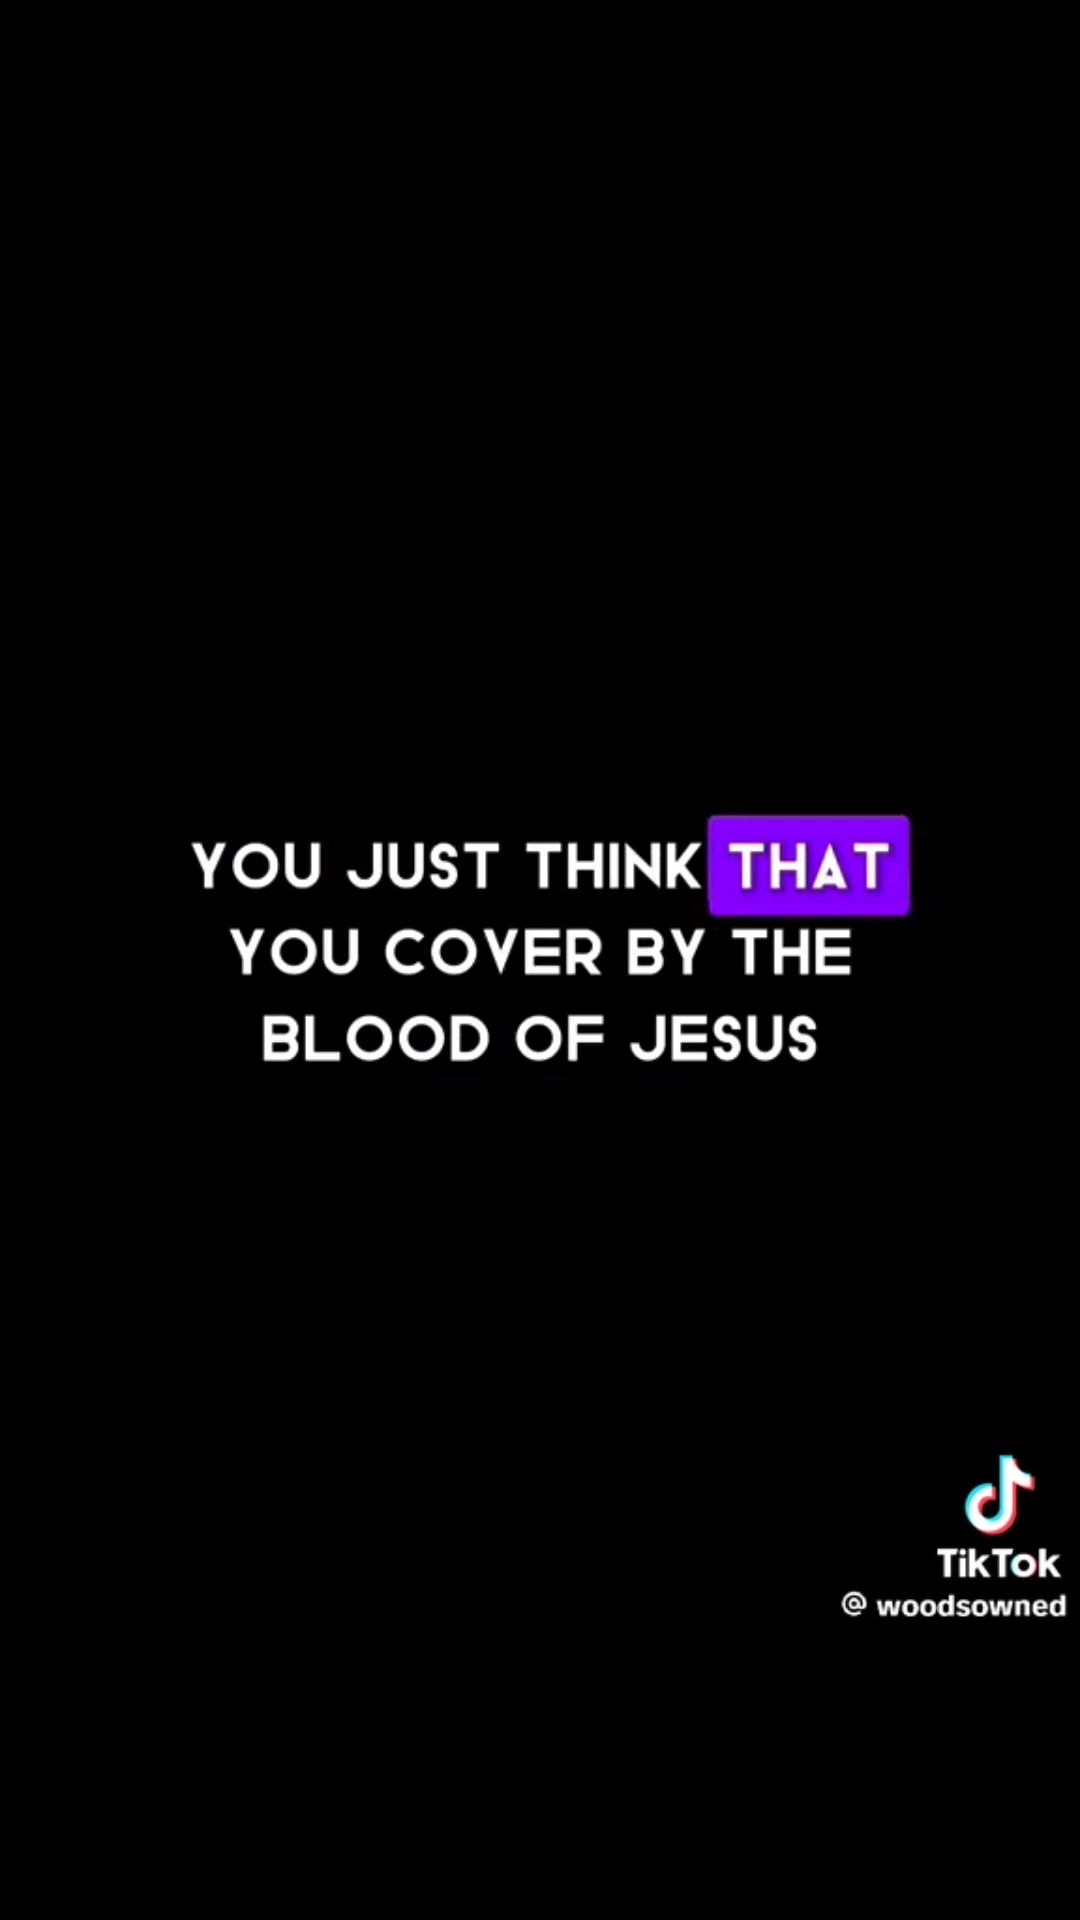 YOU JUST THINK THAT
YOU COVER BY THE
BLOOD OF JESUS
TikTok
@ woodsowned